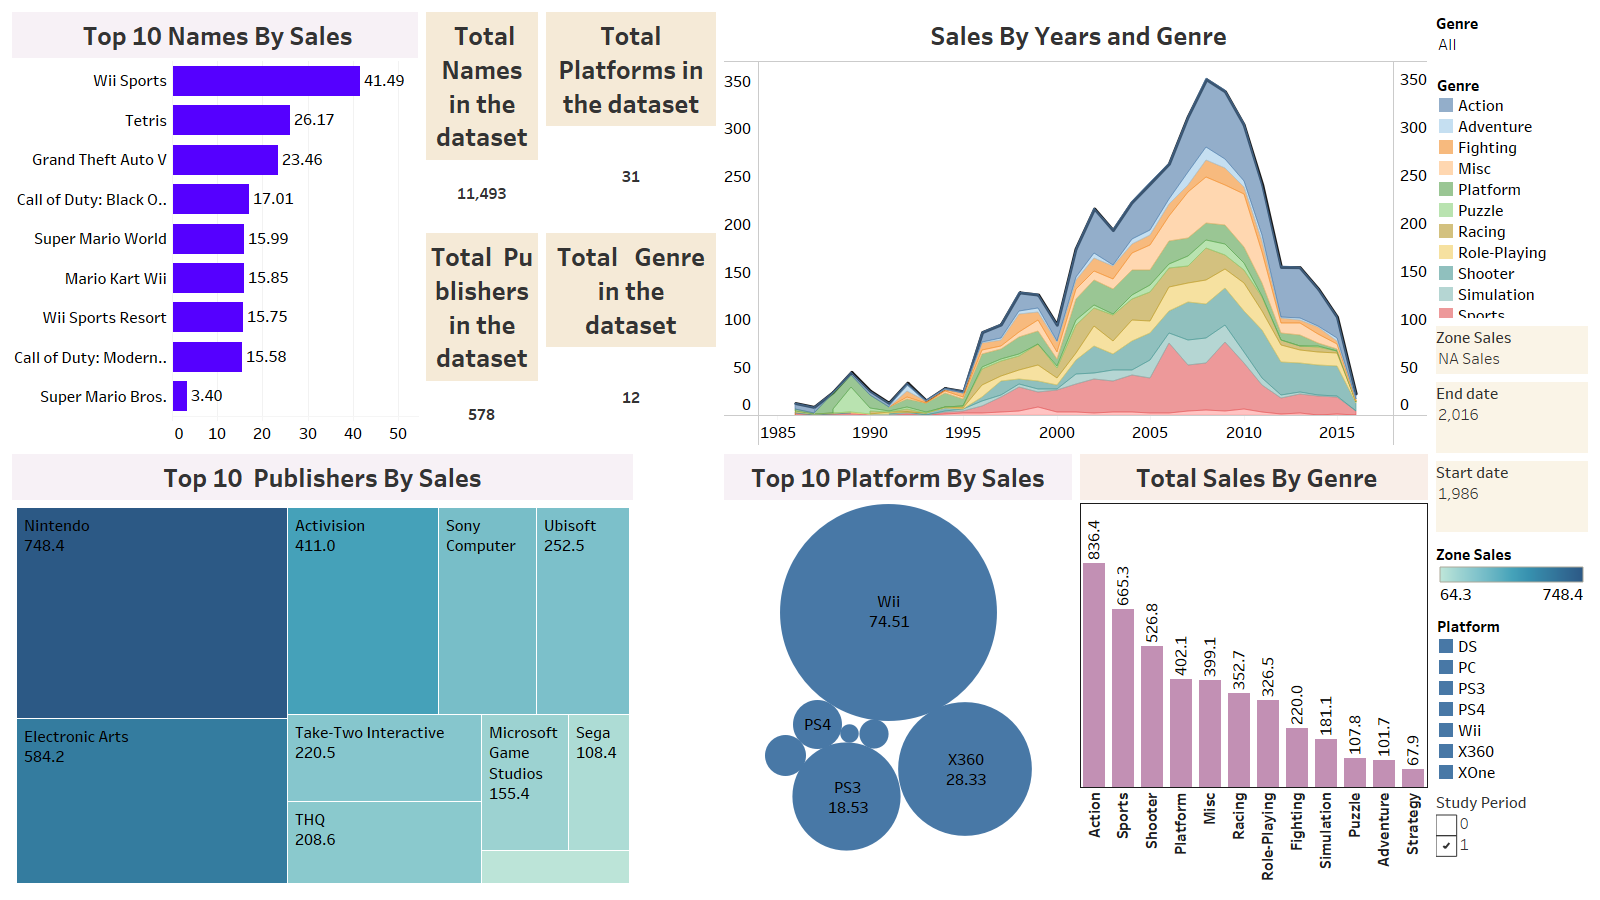 Top 10 Names By Sales
Wii Sports
41.49
Tetris
26.17
Grand Theft Auto V
23.46
Call of Duty: Black O..
17.01
Super Mario World
15.99
Mario Kart Wii
15.85
Wii Sports Resort
15.75
Call of Duty: Modern..
15.58
Super Mario Bros.
3.40
0 10 20 30 40 50
Total
Names
in the
dataset
11,493
Total
Platforms in
the dataset
31
Total Pu
blishers
in the
dataset
578
Total Genre
in the
dataset
12
Sales By Years and Genre
350
300
250
200
150
100
50
0
350
300
250
200
150
100
50
0
1985 1990 1995 2000 2005 2010 2015
Genre
All
Genre
Action
Adventure
Fighting
Misc
Platform
Puzzle
Racing
Role-Playing
Shooter
Simulation
Sports
Zone Sales
NA Sales
End date
2,016
Start date
1,986
Zone Sales
64.3 748.4
Platform
DS
PC
PS3
PS4
Wii
X360
XOne
Study Period
0
1
Top 10 Publishers By Sales
Nintendo
748.4
Electronic Arts
584.2
Activision
411.0
Sony
Computer
Ubisoft
252.5
Take-Two Interactive
220.5
THQ
208.6
Microsoft
Game
Studios
155.4
Sega
108.4
Top 10 Platform By Sales
Wii
74.51
PS4
X360
28.33
PS3
18.53
Total Sales By Genre
836.4
665.3
526.8
402.1
399.1
352.7
326.5
220.0
181.1
107.8
101.7
67.9
Action
Sports
Shooter
Platform
Misc
Racing
Role-Playing
Fighting
Simulation
Puzzle
Adventure
Strategy